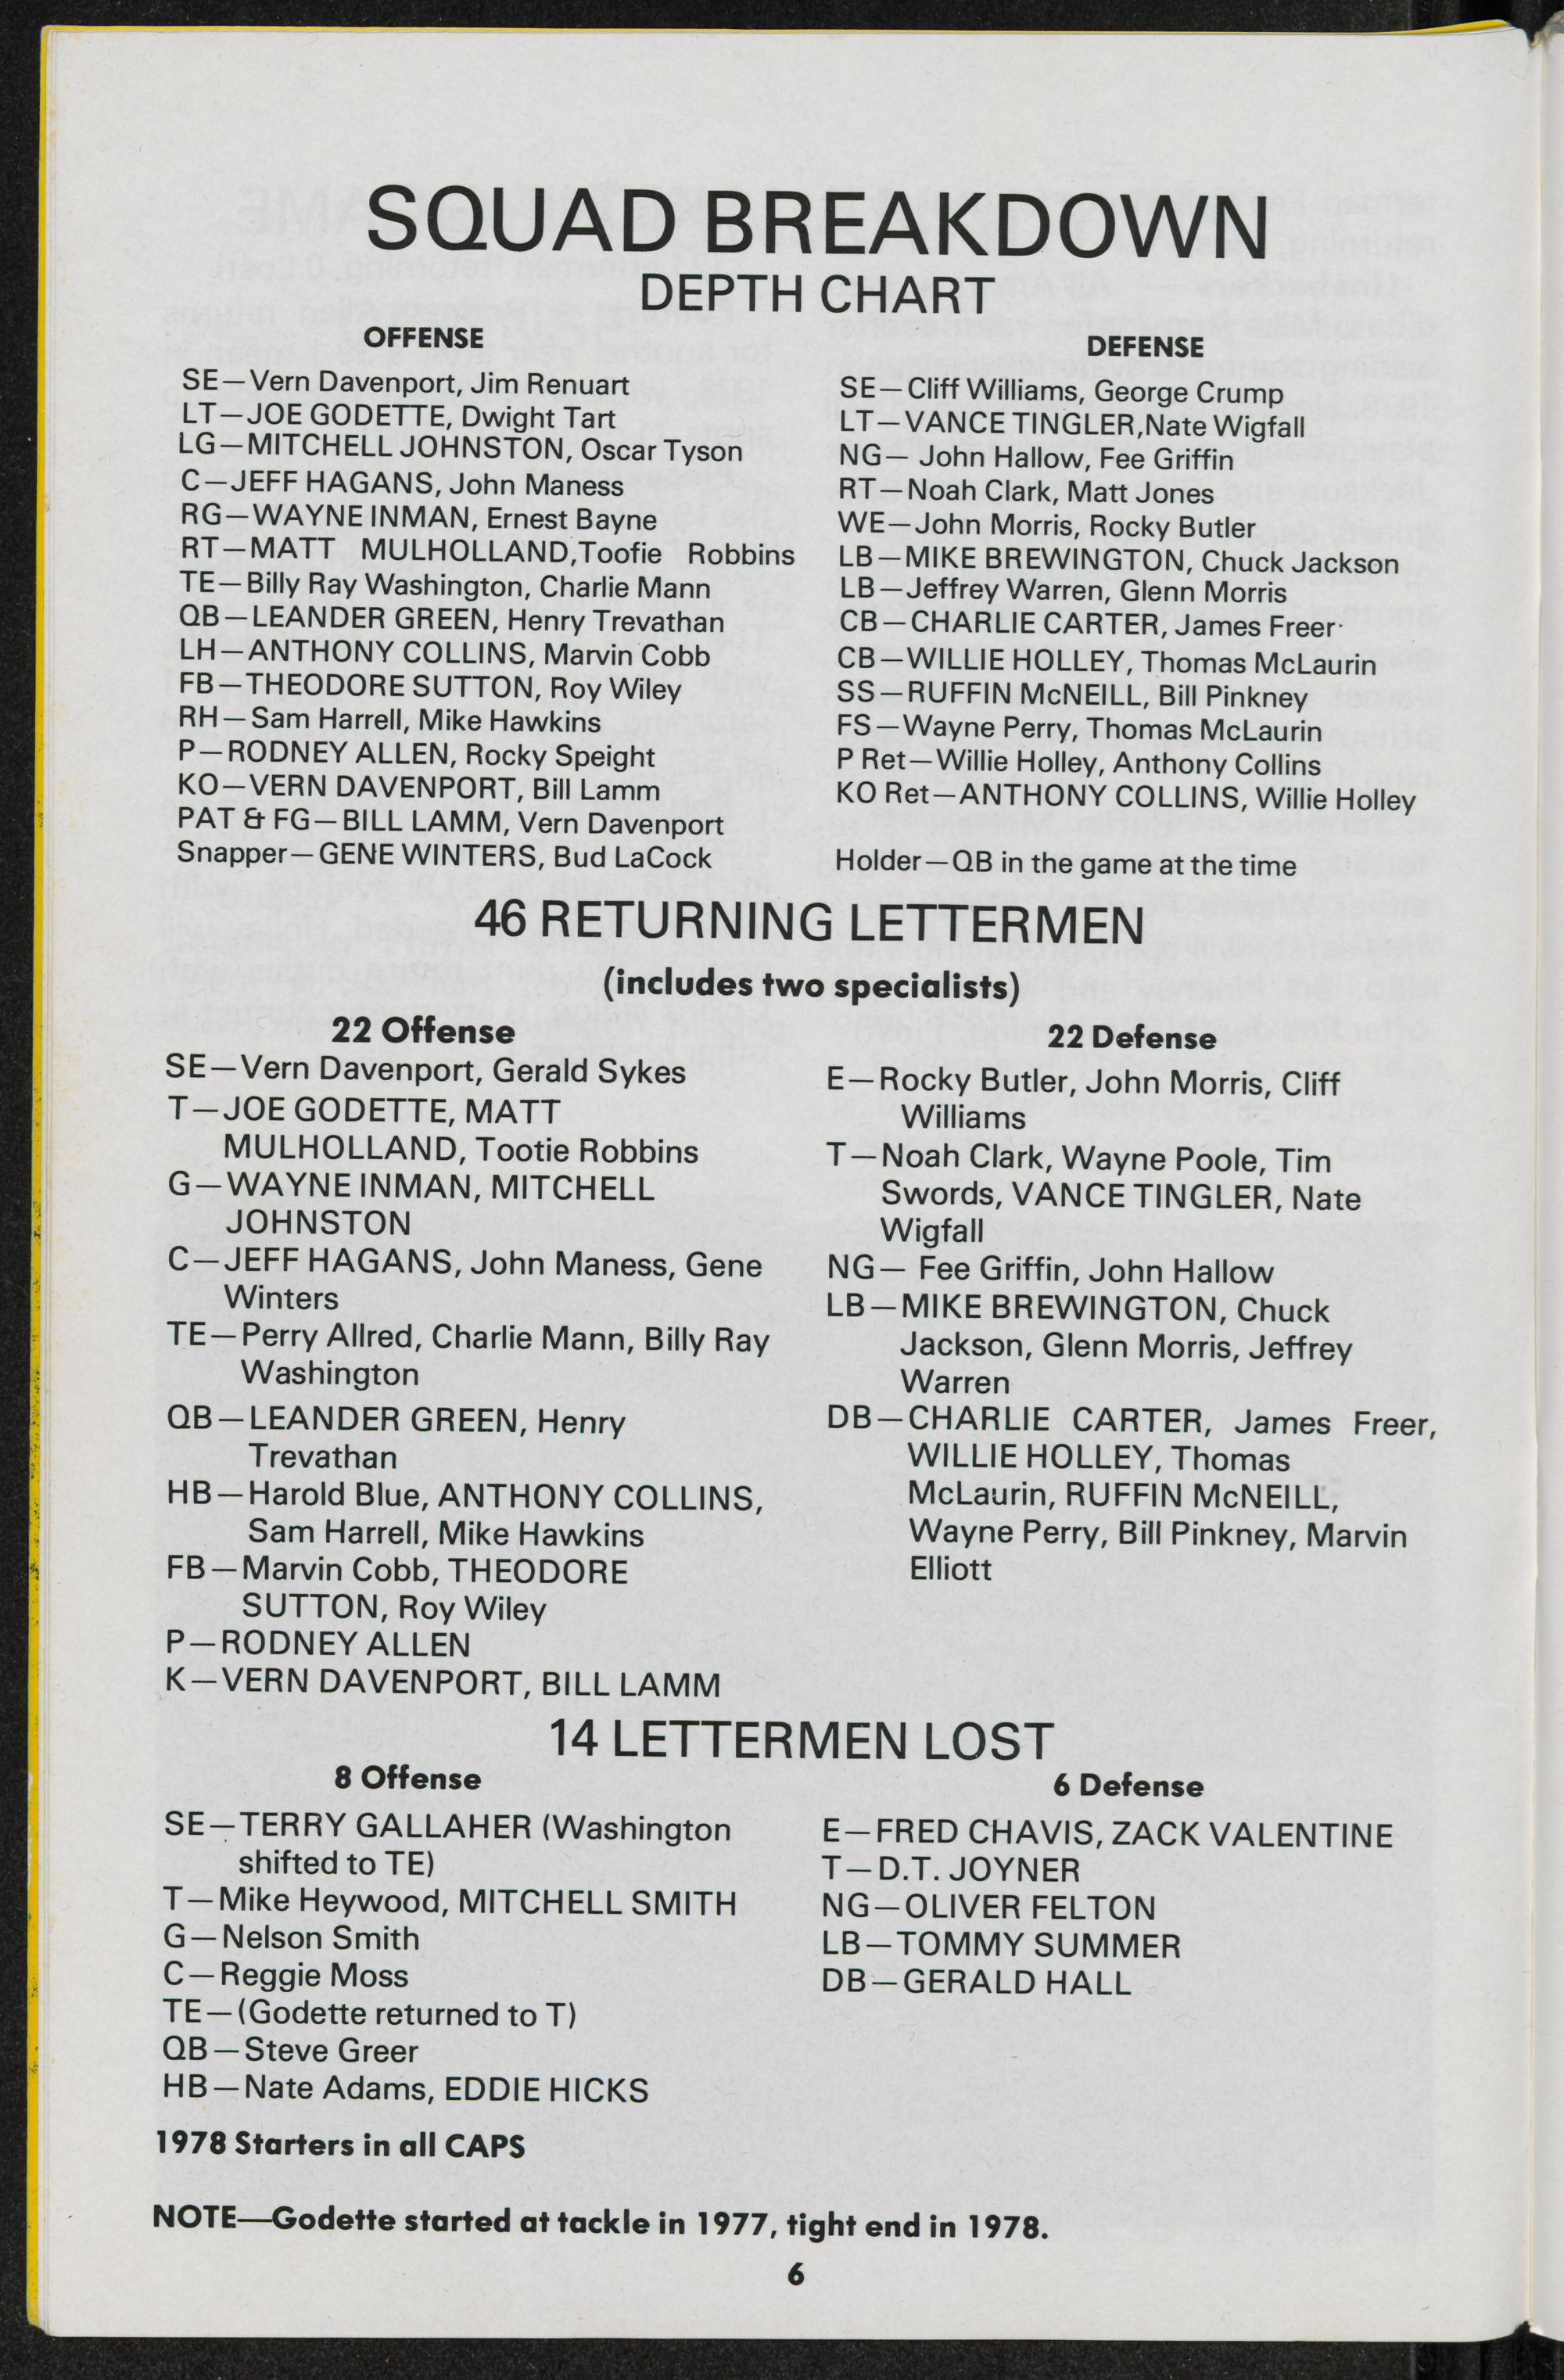 SQUAD BREAKDOWN
DEPTH CHART
OFFENSE
SE—Vern Davenport, Jim Renuart
LT—JOE GODETTE, Dwight Tart
LG—MITCHELL JOHNSTON, Oscar Tyson
C—JEFF HAGANS, John Maness
RG—WAYNE INMAN, Ernest Bayne
RT—MATT MULHOLLAND,Toofie Robbins
TE—Billy Ray Washington, Charlie Mann
QB—LEANDER GREEN, Henry Trevathan
LH—ANTHONY COLLINS, Marvin Cobb
FB—THEODORE SUTTON, Roy Wiley
RH—Sam Harrell, Mike Hawkins
P—RODNEY ALLEN, Rocky Speight
KO—VERN DAVENPORT, Bill Lamm
PAT & FG—BILL LAMM, Vern Davenport
Snapper—GENE WINTERS, Bud LaCock
DEFENSE
SE—Cliff Williams, George Crump
LT—VANCE TINGLER,Nate Wigfall
NG— John Hallow, Fee Griffin
RT—Noah Clark, Matt Jones
WE—John Morris, Rocky Butler
LB—MIKE BREWINGTON, Chuck Jackson
LB—Jeffrey Warren, Glenn Morris
CB—CHARLIE CARTER, James Freer
CB—WILLIE HOLLEY, Thomas McLaurin
SS—RUFFIN McNEILL, Bill Pinkney
FS—Wayne Perry, Thomas McLaurin
P Ret—Willie Holley, Anthony Collins
KO Ret—ANTHONY COLLINS, Willie Holley
Holder—QB in the game at the time
46 RETURNING LETTERMEN
(includes two specialists)
22 Offense
SE—Vern Davenport, Gerald Sykes
T—JOE GODETTE, MATT
MULHOLLAND, Tootie Robbins
G—WAYNE INMAN, MITCHELL
JOHNSTON
C—JEFF HAGANS, John Maness, Gene
Winters
TE—Perry Allred, Charlie Mann, Billy Ray
Washington
QB—LEANDER GREEN, Henry
Trevathan
HB—Harold Blue, ANTHONY COLLINS,
Sam Harrell, Mike Hawkins
FB—Marvin Cobb, THEODORE
SUTTON, Roy Wiley
P—RODNEY ALLEN
K—VERN DAVENPORT, BILL LAMM
22 Defense
E—Rocky Butler, John Morris, Cliff
Williams
T—Noah Clark, Wayne Poole, Tim
Swords, VANCE TINGLER, Nate
Wigfall
NG— Fee Griffin, John Hallow
LB—MIKE BREWINGTON, Chuck
Jackson, Glenn Morris, Jeffrey
Warren
DB—CHARLIE CARTER, James Freer,
WILLIE HOLLEY, Thomas
McLaurin, RUFFIN McNEILL,
Wayne Perry, Bill Pinkney, Marvin
Elliott
14 LETTERMEN LOST
8 Offense
SE—TERRY GALLAHER (Washington
shifted to TE)
T—Mike Heywood, MITCHELL SMITH
G—Nelson Smith
C—Reggie Moss
TE—(Godette returned to T)
QB—Steve Greer
HB—Nate Adams, EDDIE HICKS
6 Defense
E—FRED CHAVIS, ZACK VALENTINE
T—D.T. JOYNER
NG—OLIVER FELTON
LB—TOMMY SUMMER
DB—GERALD HALL
1978 Starters in all CAPS
NOTE—Godette started at tackle in 1977, tight end in 1978.
6